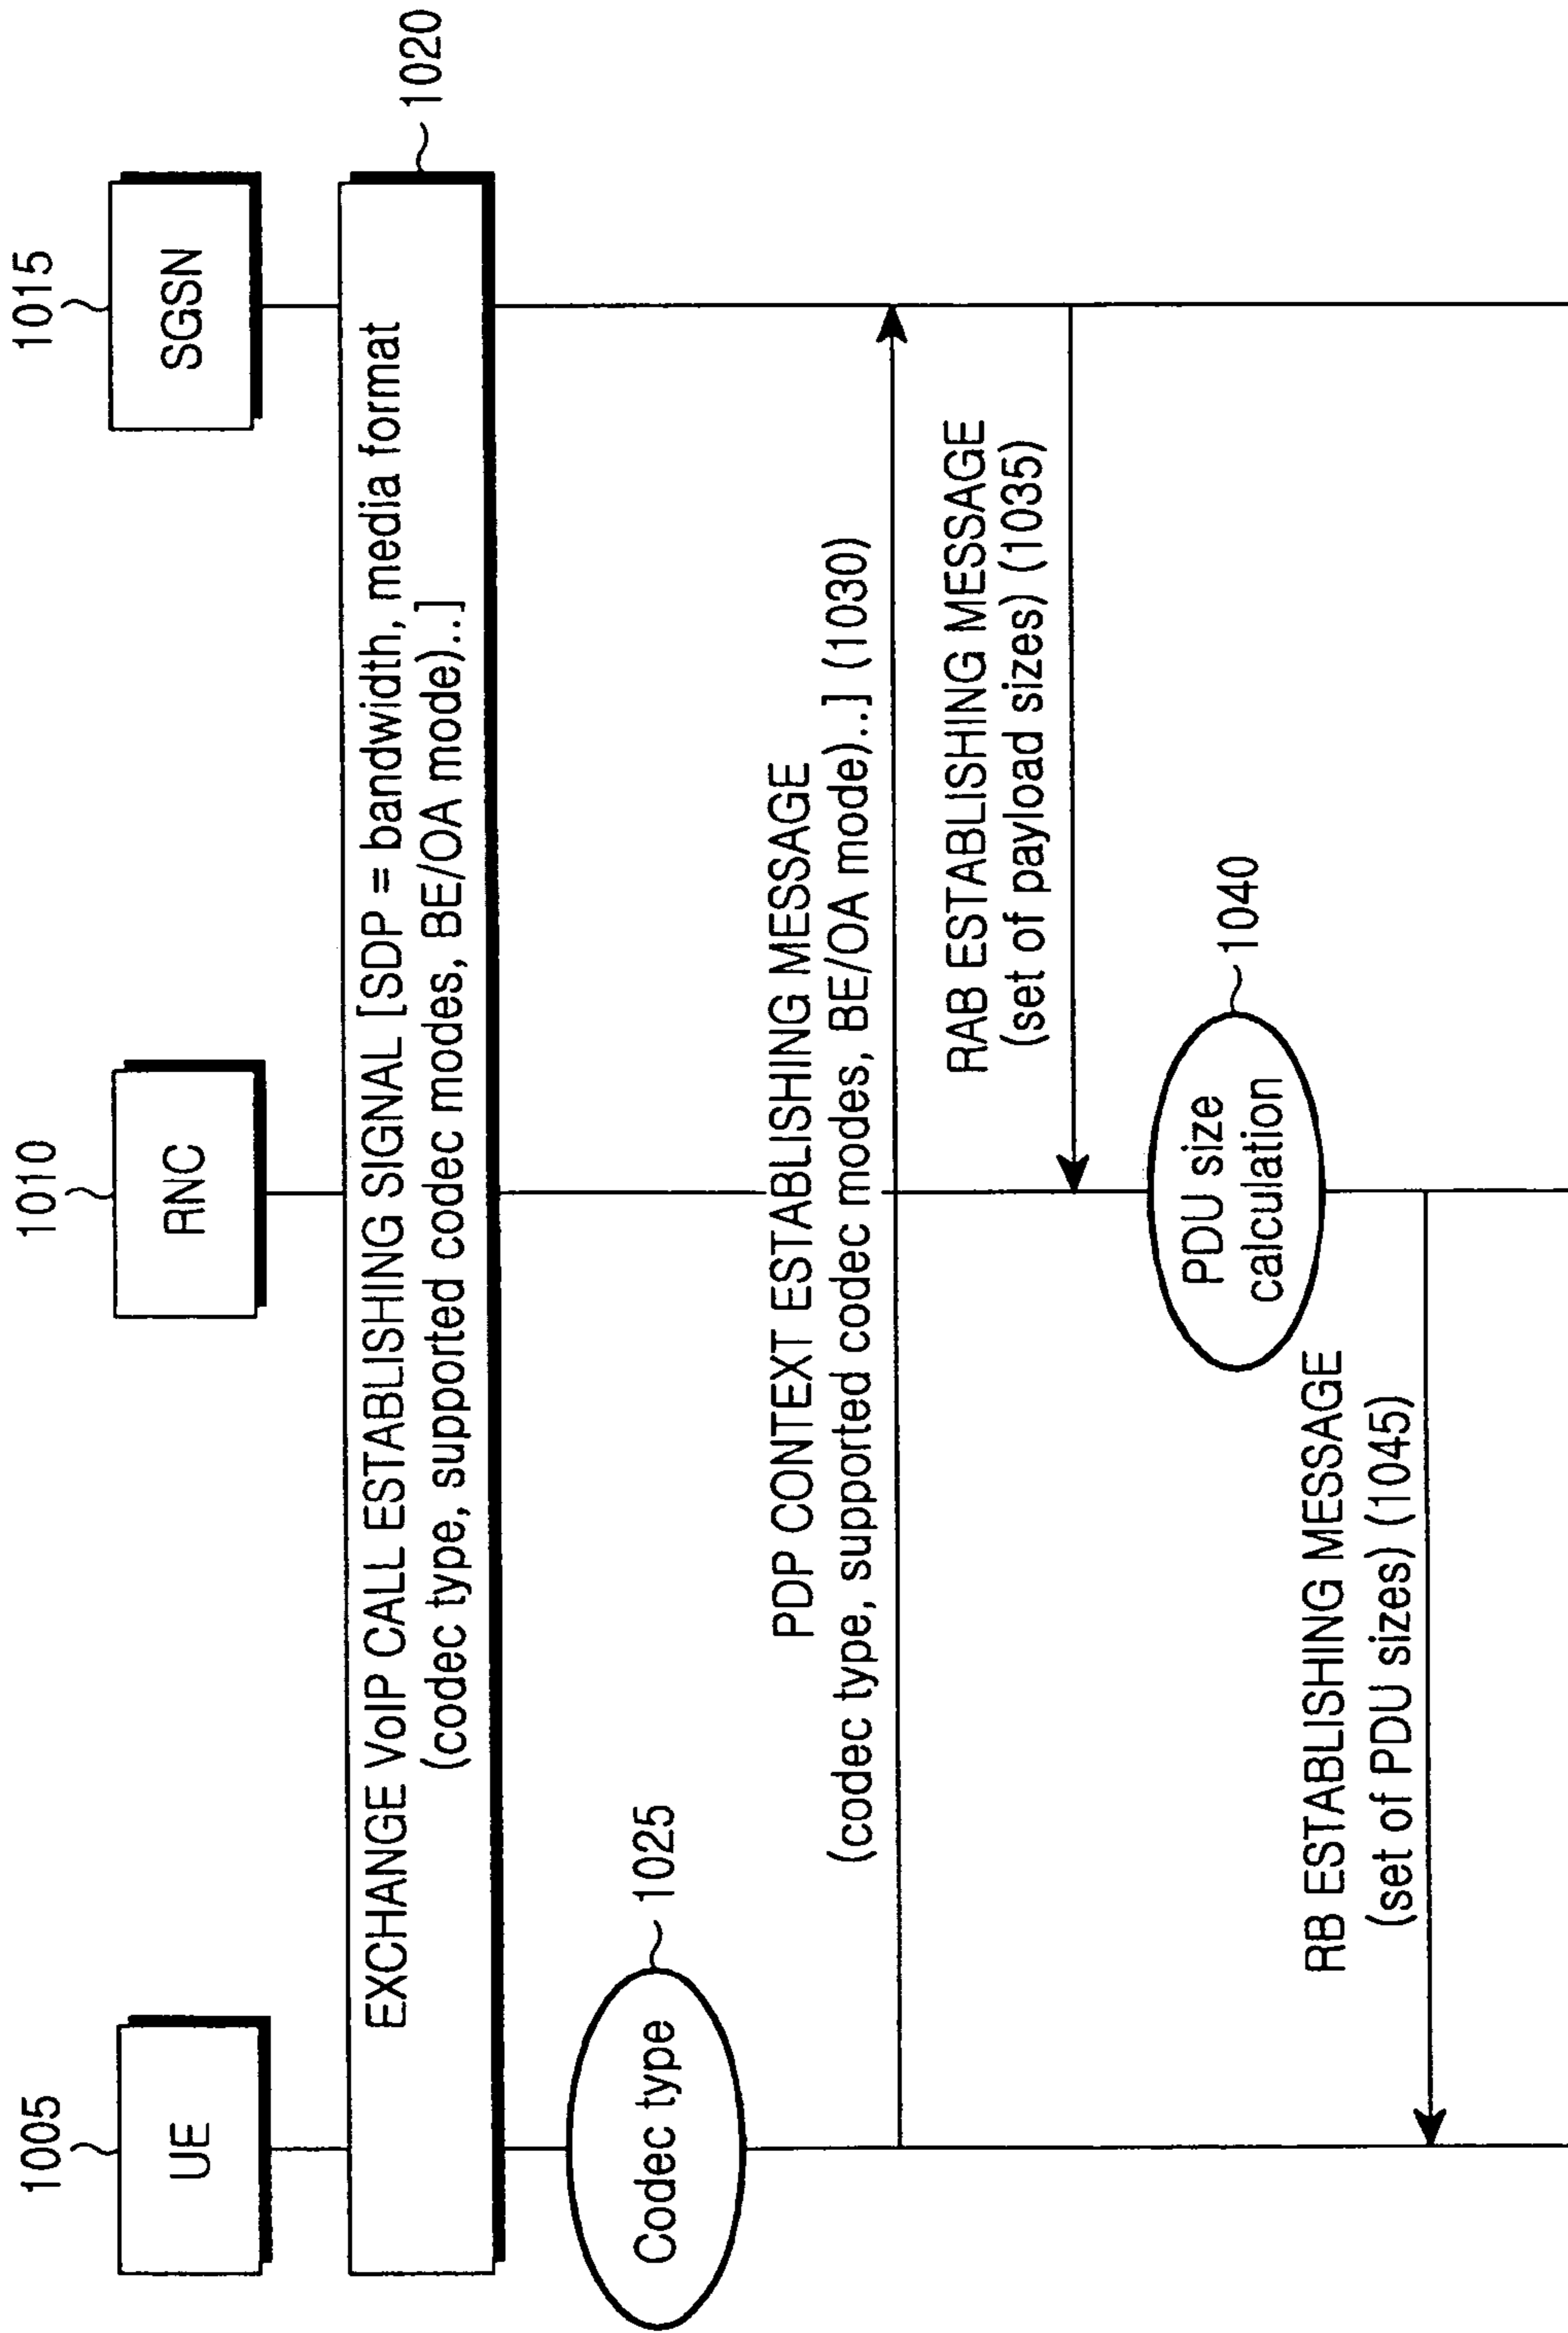 1005
1010
1015
UE
RNC
SGSN
EXCHANGE VoIP CALL ESTABLISHING SIGNAL [SDP = bandwidth, media format
(codec type, supported codec modes, BE/OA mode)..]
1020
Codec type
1025
PDP CONTEXT ESTABLISHING MESSAGE
(codec type, supported codec modes, BE/OA mode)..] (1030)
RAB ESTABLISHING MESSAGE
(set of payload sizes) (1035)
PDU size
calculation
1040
RB ESTABLISHING MESSAGE
(set of PDU sizes) (1045)